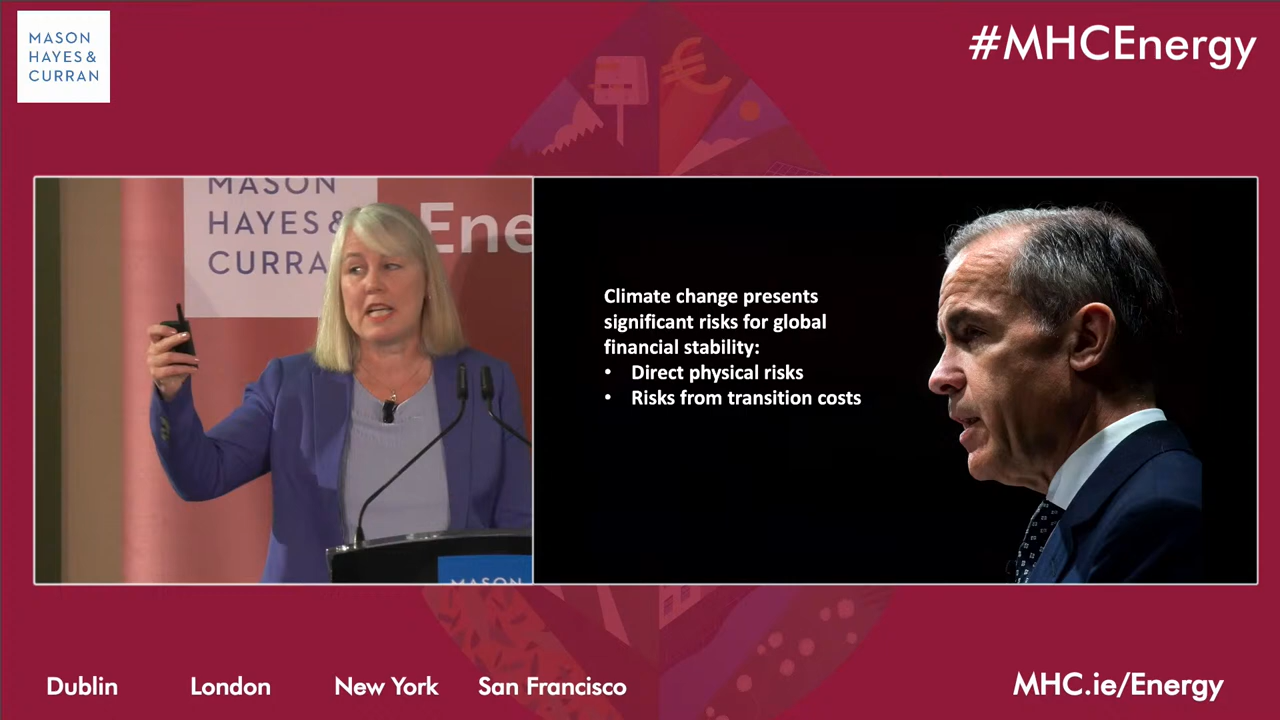 MASON
HAYES &
CURRAN
#MHCEnergy
MASON
HAYES &
CURRA
Ene
Climate change presents
significant risks for global
financial stability:
• Direct physical risks
• Risks from transition costs
MASON
Dublin London New York San Francisco
MHC.ie/Energy